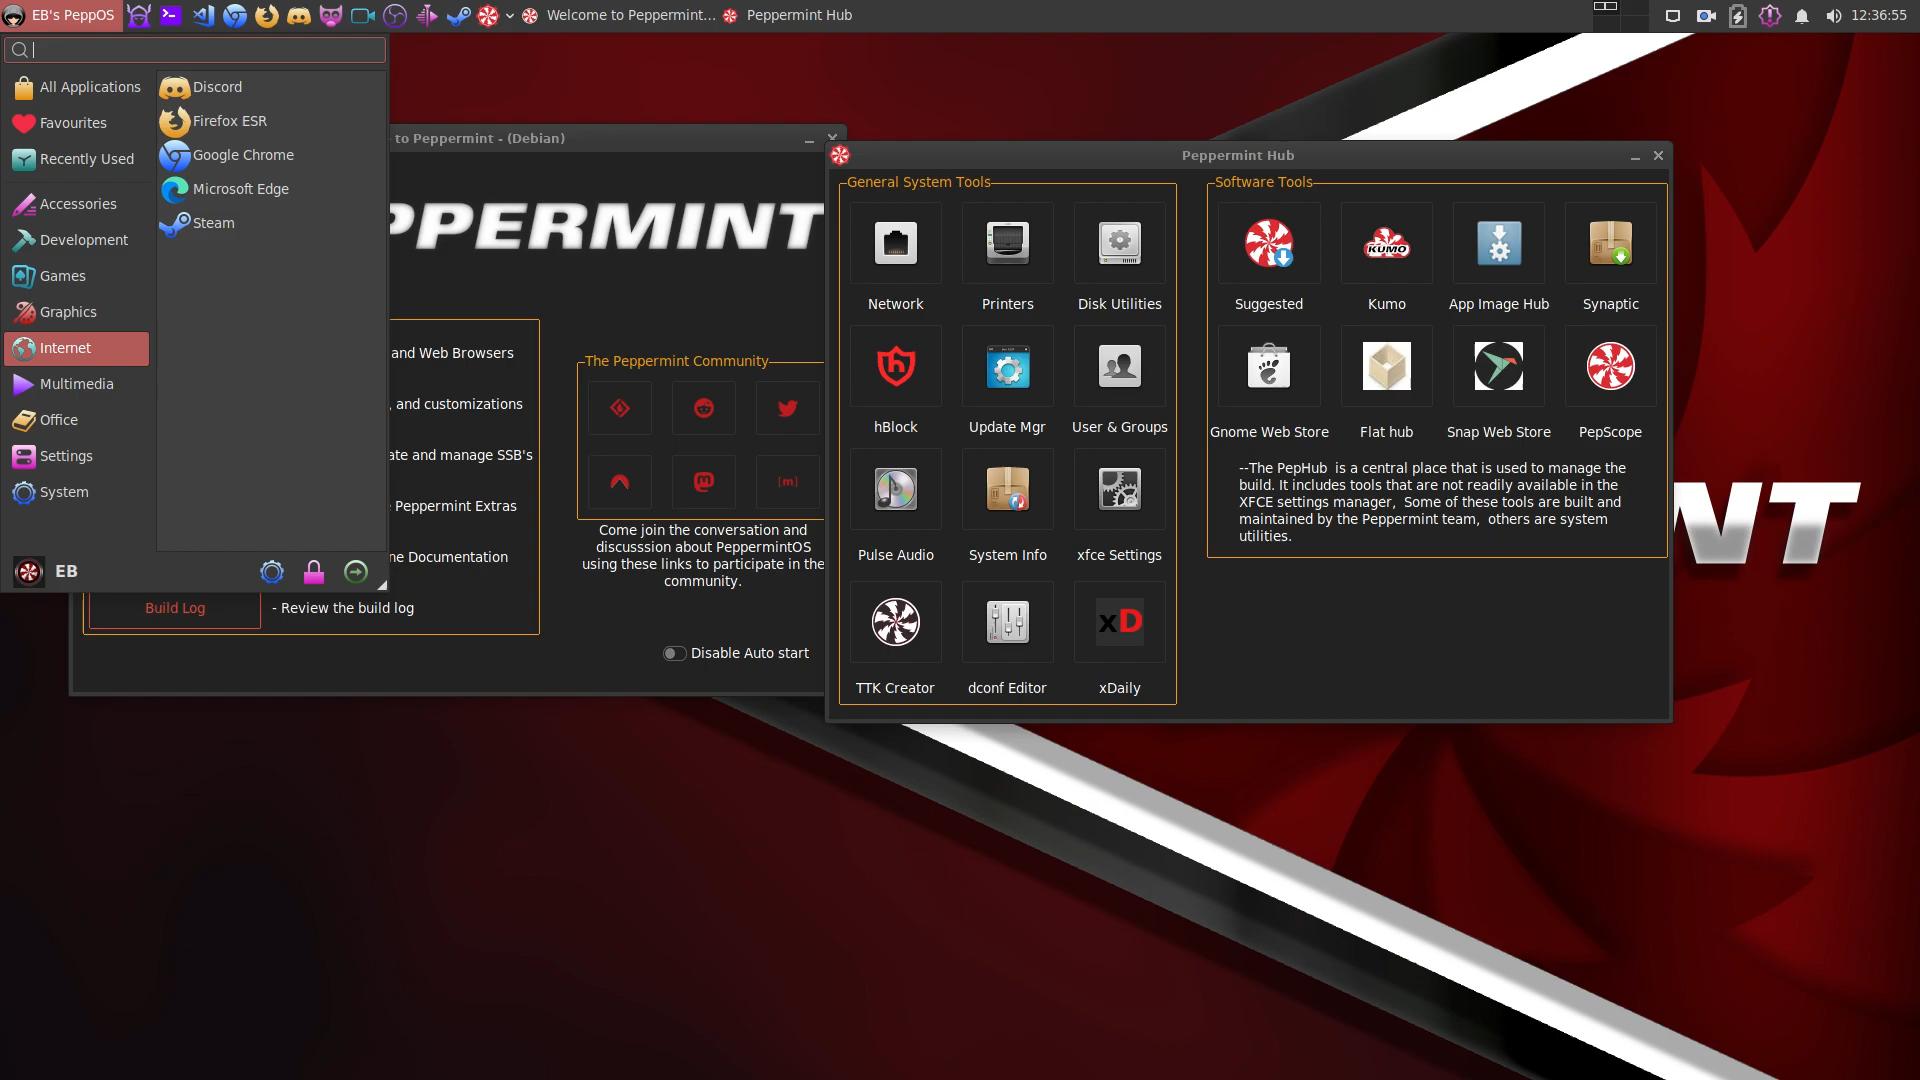 EB's PeppOS
Welcome to Peppermint...
Peppermint Hub
12:36:55
All Applications
Favourites
Recently Used
Accessories
Development
Games
Graphics
Internet
Multimedia
Office
Settings
System
Discord
Firefox ESR
Google Chrome
Microsoft Edge
Steam
EB
to Peppermint - (Debian)
PPERMINT
and Web Browsers
, and customizations
ate and manage SSB's
Peppermint Extras
ne Documentation
Build Log
- Review the build log
The Peppermint Community
[m]
Come join the conversation and
discusssion about PeppermintOS
using these links to participate in the
community.
Disable Auto start
Peppermint Hub
General System Tools
Network
Printers
Disk Utilities
hBlock
Update Mgr
User & Groups
Pulse Audio
System Info
xfce Settings
TTK Creator
dconf Editor
xD
xDaily
Software Tools
Suggested
KUMO
Kumo
App Image Hub
Synaptic
Gnome Web Store
Flat hub
Snap Web Store
PepScope
--The PepHub is a central place that is used to manage the
build. It includes tools that are not readily available in the
XFCE settings manager, Some of these tools are built and
maintained by the Peppermint team, others are system
utilities.
NT